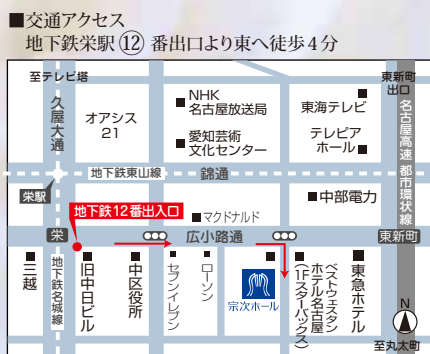 ■交通アクセス
地下鉄栄駅⑫番出口より東へ徒歩4分
至テレビ塔
東新町
出口
久屋大通
オアシス
21
NHK
名古屋放送局
愛知芸術
文化センター
東海テレビ
テレピア
ホール
名古屋高速 都市環状線
地下鉄東山線
錦通
栄駅
地下鉄12番出入口
マクドナルド
中部電力
栄
広小路通
東新町
三越
地下鉄名城線
旧中日ビル
中区役所
セブンイレブン
ローソン
宗次ホール
ベストウェスタン
ホテル名古屋
(1Fスターバックス)
東急ホテル
N
至丸太町